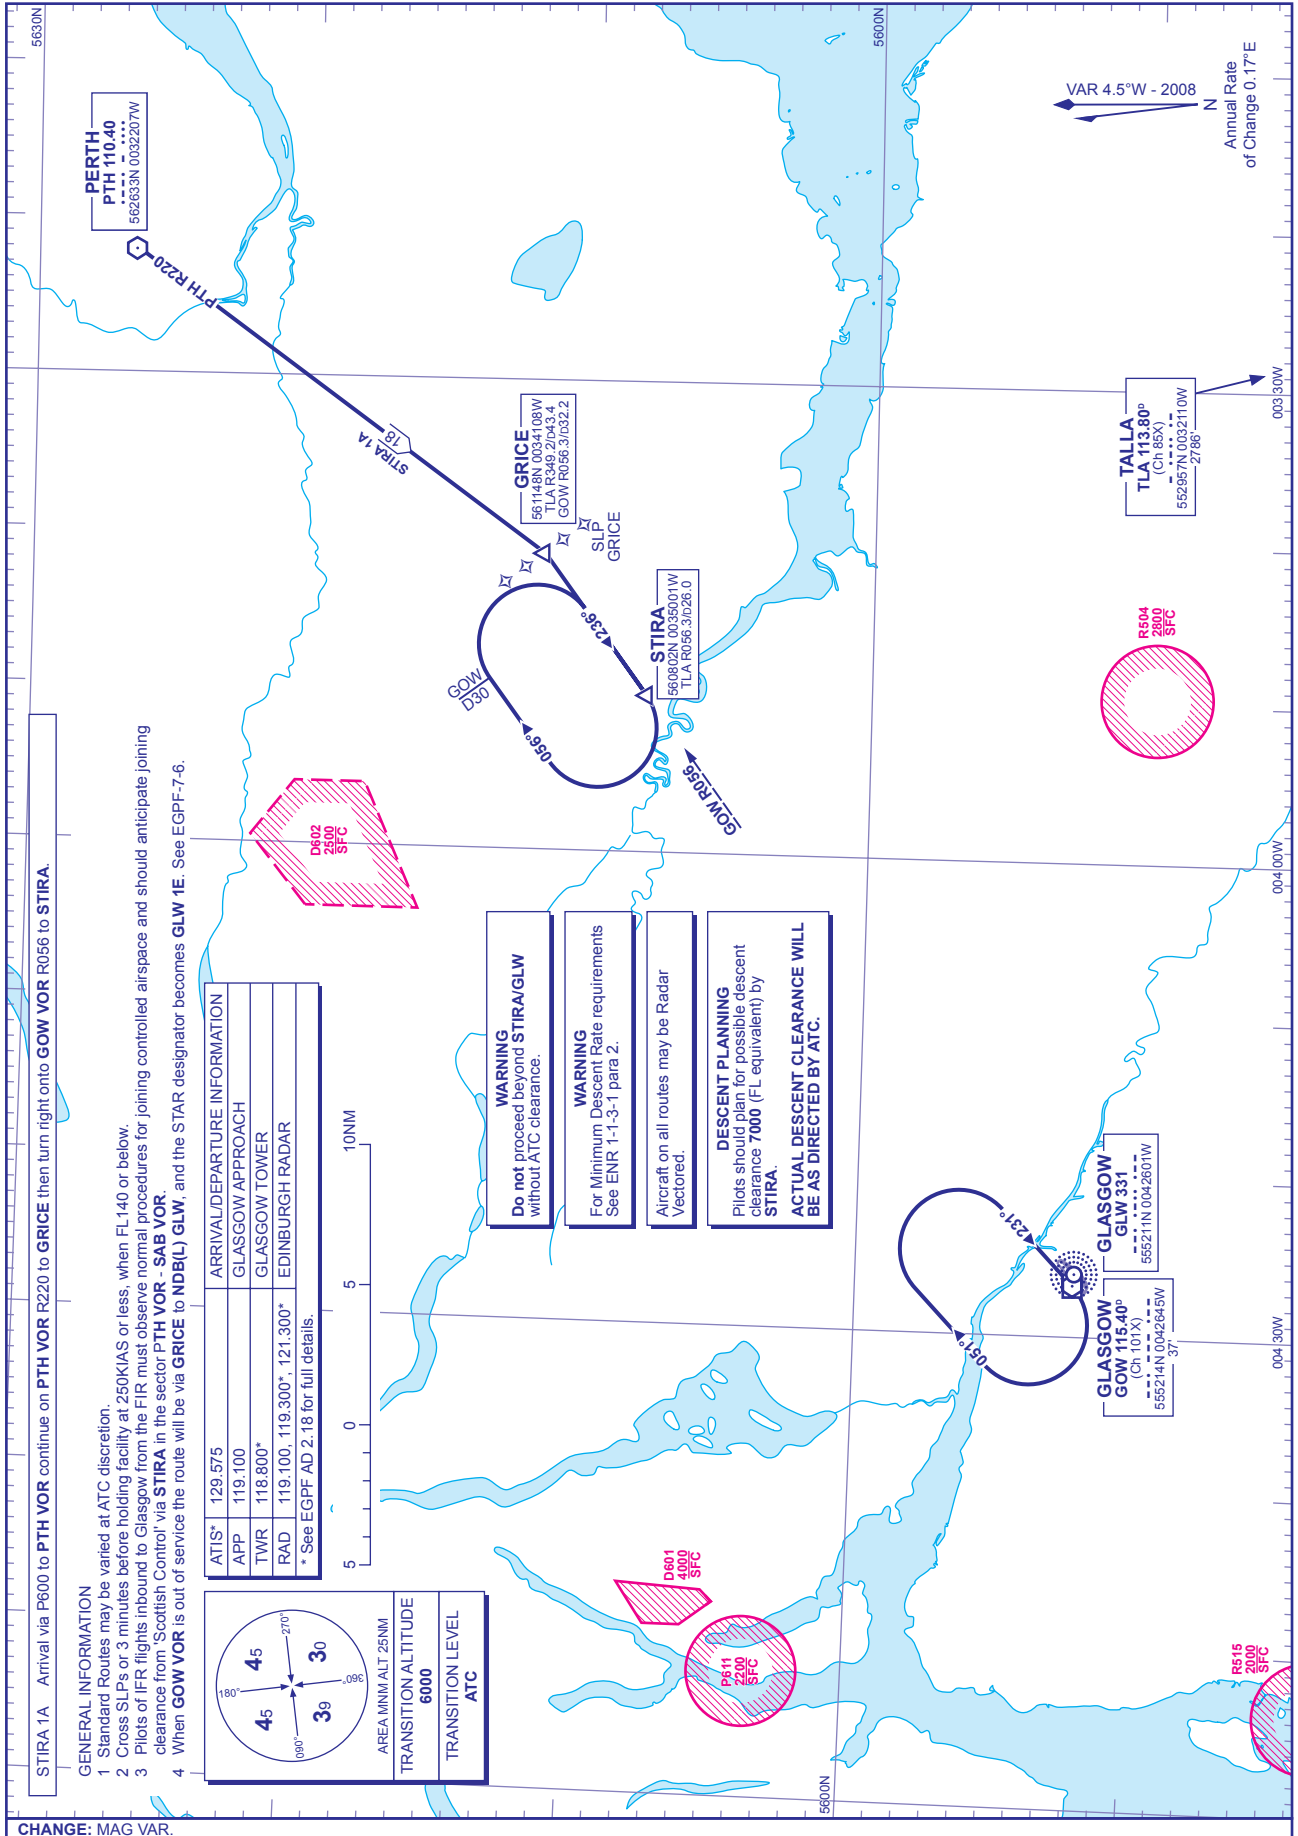 STIRA 1A Arrival via P600 to PTH VOR continue on PTH VOR R220 to GRICE then turn right onto GOW VOR R056 to STIRA.
GENERAL INFORMATION
1 Standard Routes may be varied at ATC discretion.
2 Cross SLPs or 3 minutes before holding facility at 250KIAS or less, when FL140 or below.
3 Pilots of IFR flights inbound to Glasgow from the FIR must observe normal procedures for joining controlled airspace and should anticipate joining
clearance from 'Scottish Control' via STIRA in the sector PTH VOR - SAB VOR.
4 When GOW VOR is out of service the route will be via GRICE to NDB(L) GLW, and the STAR designator becomes GLW 1E. See EGPF-7-6.
180°
270°
090°
360°
45
45
39
30
AREA MNM ALT 25NM
TRANSITION ALTITUDE
6000
TRANSITION LEVEL
ATC
ATIS* 129.575 ARRIVAL/DEPARTURE INFORMATION
APP 119.100 GLASGOW APPROACH
TWR 118.800* GLASGOW TOWER
RAD 119.100, 119.300*, 121.300* EDINBURGH RADAR
* See EGPF AD 2.18 for full details.
5 0 5 10NM
WARNING
Do not proceed beyond STIRA/GLW
without ATC clearance.
WARNING
For Minimum Descent Rate requirements
See ENR 1-1-3-1 para 2.
Aircraft on all routes may be Radar
Vectored.
DESCENT PLANNING
Pilots should plan for possible descent
clearance 7000 (FL equivalent) by
STIRA.
ACTUAL DESCENT CLEARANCE WILL
BE AS DIRECTED BY ATC.
5630N
PERTH
PTH 110.40
562633N 0032207W
PTH R220
STIRA 1A
18
GRICE
561148N 0034108W
TLA R349.2/D43.4
GOW R056.3/D32.2
SLP
GRICE
GOW
D30
236°
056°
STIRA
560802N 0035001W
TLA R056.3/D26.0
GOW R056
D602
2500
SFC
D601
4000
SFC
P611
2200
SFC
R515
2000
SFC
R504
2800
SFC
231°
051°
GLASGOW
GOW 115.40D
(Ch 101X)
555214N 0042645W
37'
GLASGOW
GLW 331
555211N 0042601W
TALLA
TLA 113.80D
(Ch 85X)
552957N 0032110W
2786'
VAR 4.5°W - 2008
N
Annual Rate
of Change 0.17°E
5600N
5600N
004 30W
004 00W
003 30W
CHANGE: MAG VAR.